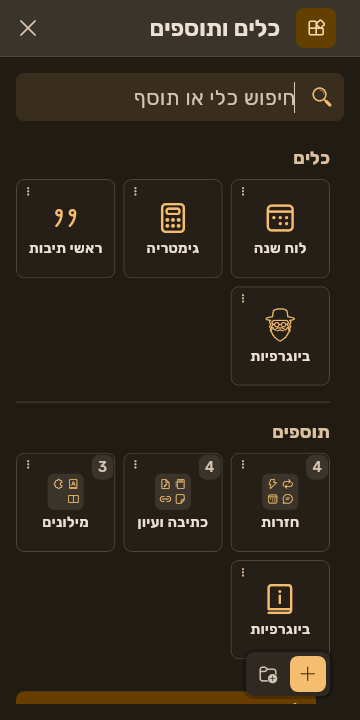 כלים ותוספים
חיפוש כלי או תוסף
כלים
לוח שנה
גימטריה
ראשי תיבות
ביוגרפיות
תוספים
4
4
3
חזרות
כתיבה ועיון
מילונים
ביוגרפיות